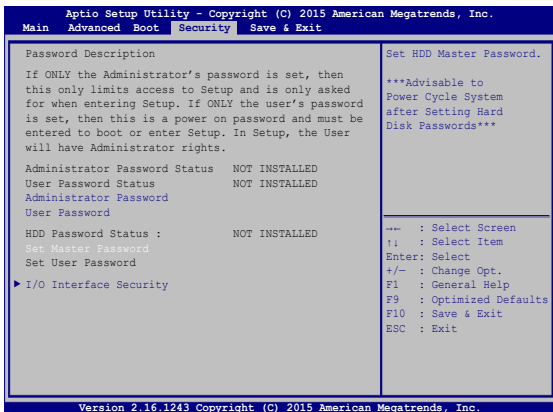 Aptio Setup Utility - Copyright (C) 2015 American Megatrends, Inc.
Main Advanced Boot Security Save & Exit
Password Description
If ONLY the Administrator's password is set, then
this only limits access to Setup and is only asked
for when entering Setup. If ONLY the user's password
is set, then this is a power on password and must be
entered to boot or enter Setup. In Setup, the User
will have Administrator rights.
Administrator Password Status NOT INSTALLED
User Password Status NOT INSTALLED
Administrator Password
User Password
HDD Password Status : NOT INSTALLED
Set Master Password
Set User Password
► I/O Interface Security
Set HDD Master Password.
***Advisable to
Power Cycle System
after Setting Hard
Disk Passwords***
→← : Select Screen
↑↓ : Select Item
Enter: Select
+/— : Change Opt.
F1 : General Help
F9 : Optimized Defaults
F10 : Save & Exit
ESC : Exit
Version 2.16.1243 Copyright (C) 2015 American Megatrends, Inc.